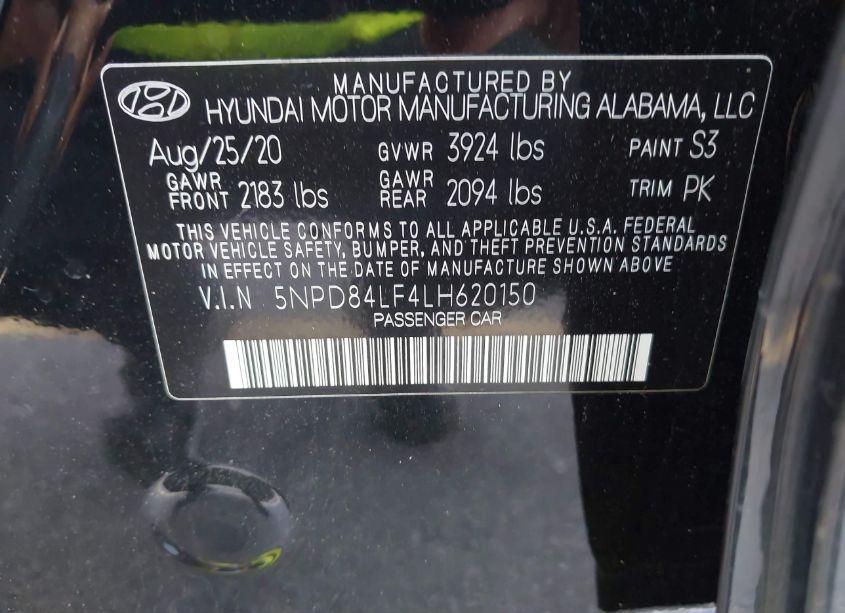 MANUFACTURED BY
HYUNDAI MOTOR MANUFACTURING ALABAMA, LLC
Aug/25/20 GVWR 3924 lbs PAINT S3
GAWR FRONT 2183 lbs GAWR REAR 2094 lbs TRIM PK
THIS VEHICLE CONFORMS TO ALL APPLICABLE U.S.A. FEDERAL
MOTOR VEHICLE SAFETY, BUMPER, AND THEFT PREVENTION STANDARDS
IN EFFECT ON THE DATE OF MANUFACTURE SHOWN ABOVE
V.I.N 5NPD84LF4LH620150
PASSENGER CAR